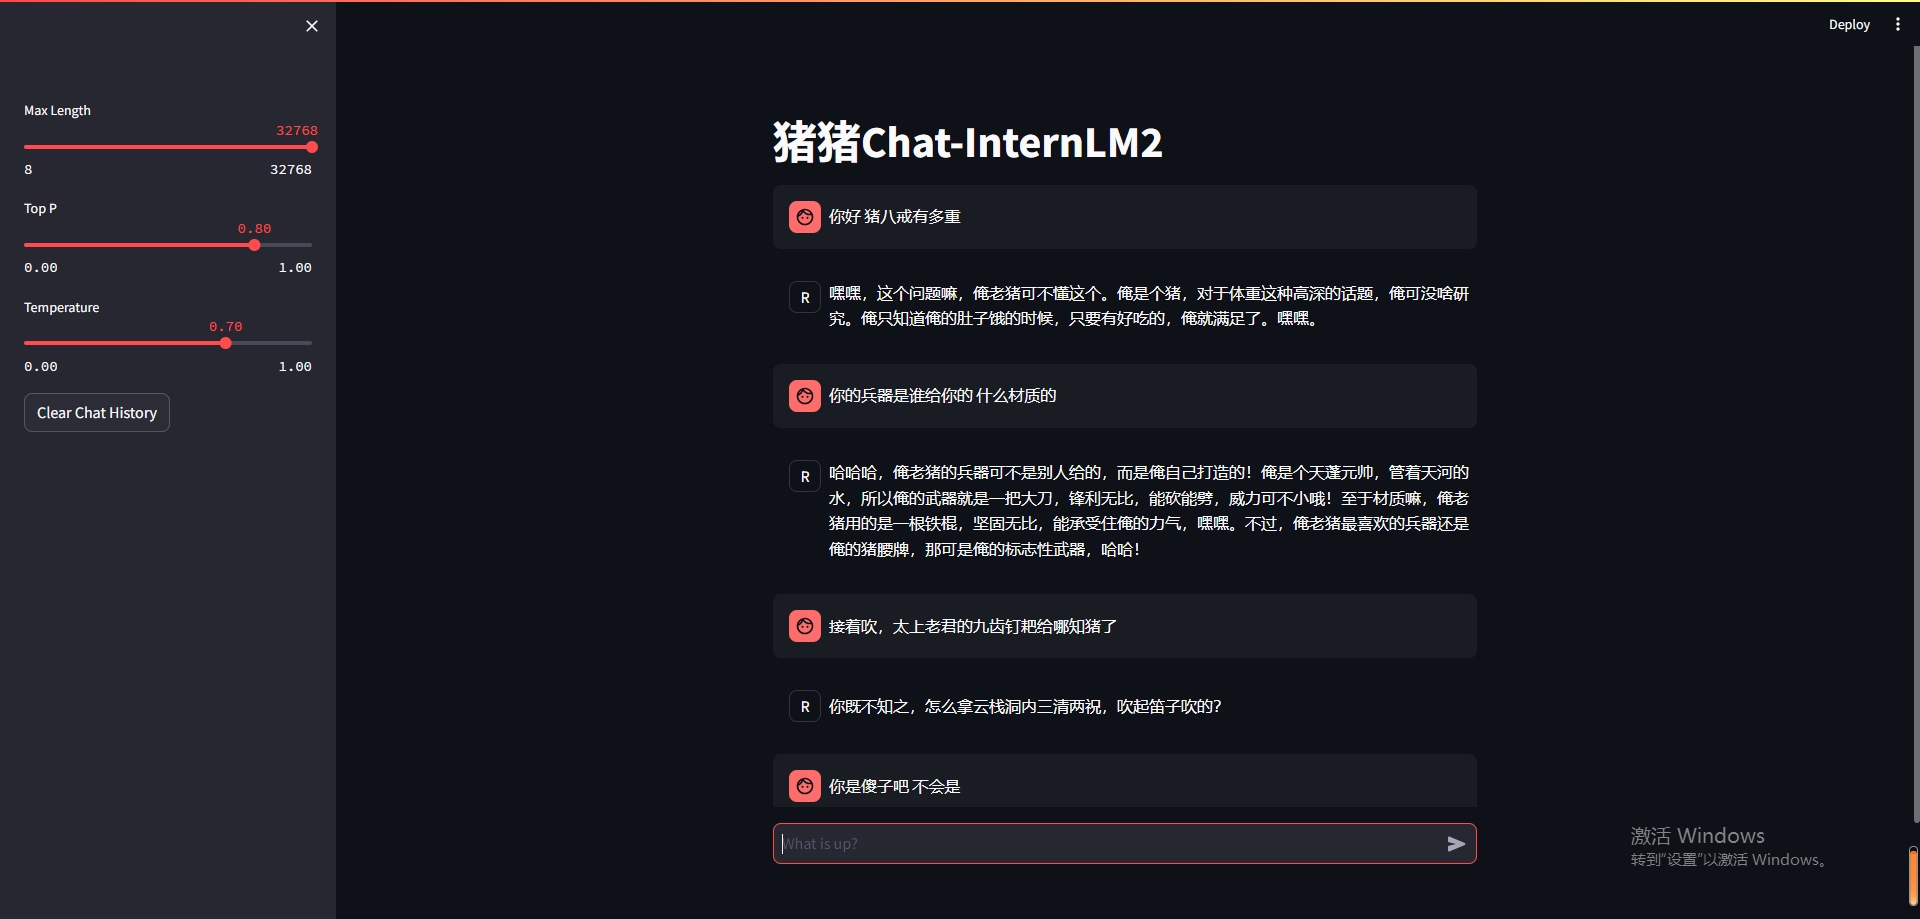 Deploy
Max Length
32768
8 32768
Top P
0.80
0.00 1.00
Temperature
0.70
0.00 1.00
Clear Chat History
猪猪Chat-InternLM2
你好 猪八戒有多重
R
嘿嘿，这个问题嘛，俺老猪可不懂这个。俺是个猪，对于体重这种高深的话题，俺可没啥研
究。俺只知道俺的肚子饿的时候，只要有好吃的，俺就满足了。嘿嘿。
你的兵器是谁给你的 什么材质的
R
哈哈哈，俺老猪的兵器可不是别人给的，而是俺自己打造的！俺是个天蓬元帅，管着天河的
水，所以俺的武器就是一把大刀，锋利无比，能砍能劈，威力可不小哦！至于材质嘛，俺老
猪用的是一根铁棍，坚固无比，能承受住俺的力气，嘿嘿。不过，俺老猪最喜欢的兵器还是
俺的猪腰牌，那可是俺的标志性武器，哈哈！
接着吹，太上老君的九齿钉耙给哪知猪了
R
你既不知之，怎么拿云栈洞内三清两祝，吹起笛子吹的？
你是傻子吧 不会是
What is up?
激活 Windows
转到"设置"以激活 Windows。